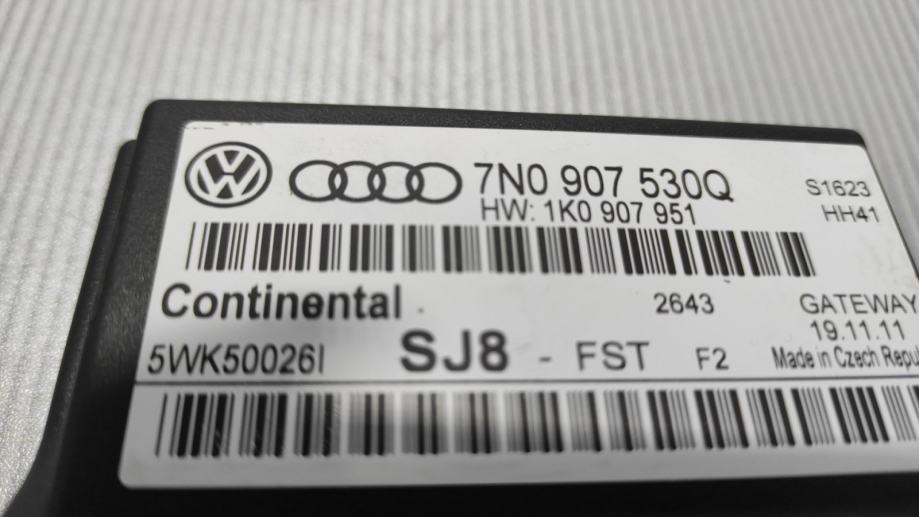 7N0 907 530Q S1623
HW: 1K0 907 951 HH41
Continental 2643 GATEWAY
19.11.11
5WK50026I SJ8 - FST F2 Made in Czech Repu